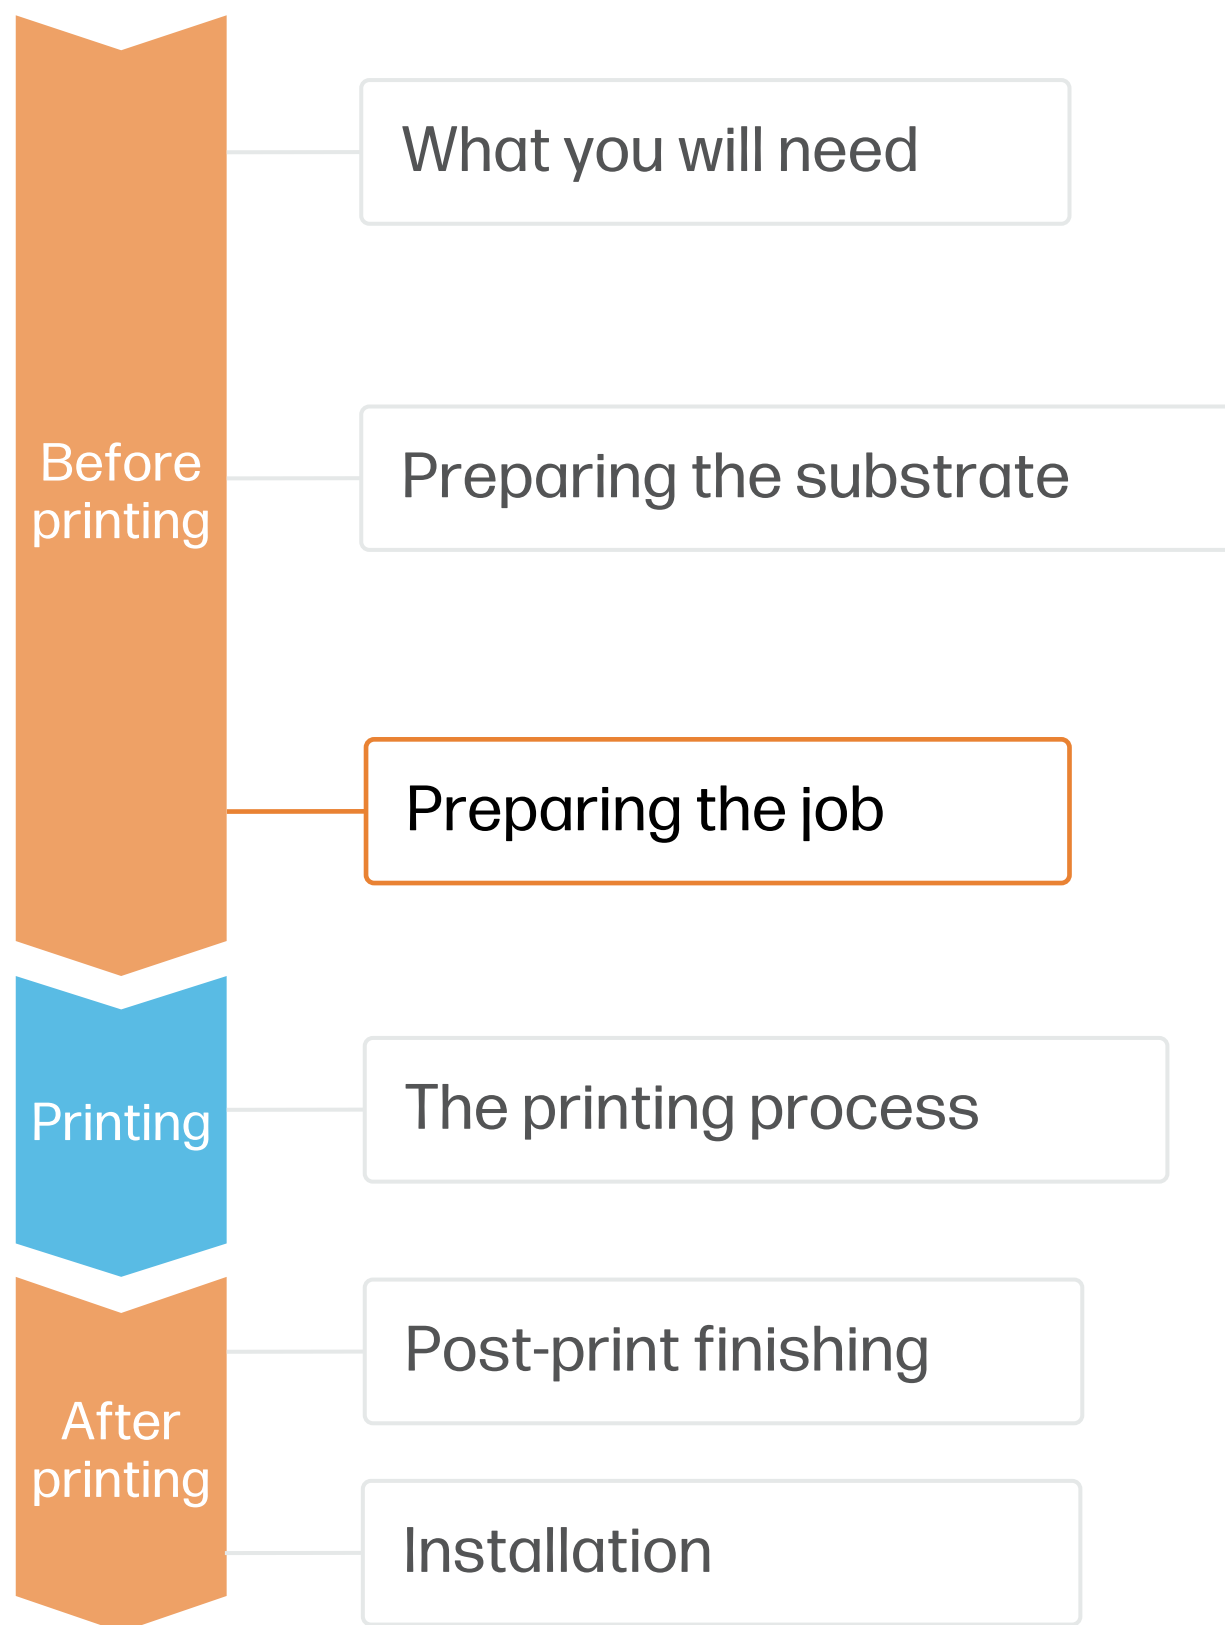 What you will need
Preparing the substrate
Before
printing
Preparing the job
Printing
The printing process
Post-print finishing
After
printing
Installation